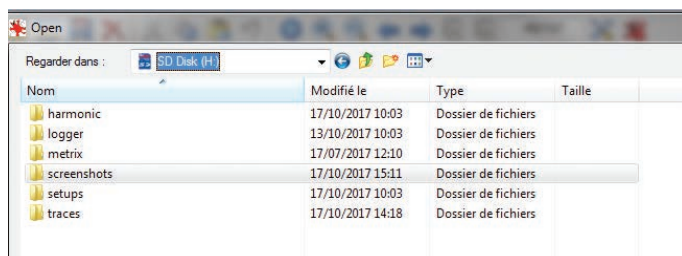 Open
Regarder dans : SD Disk (H:)
Nom Modifié le Type Taille
harmonic 17/10/2017 10:03 Dossier de fichiers
logger 13/10/2017 10:03 Dossier de fichiers
metrix 17/07/2017 12:10 Dossier de fichiers
screenshots 17/10/2017 15:11 Dossier de fichiers
setups 17/10/2017 10:03 Dossier de fichiers
traces 17/10/2017 14:18 Dossier de fichiers